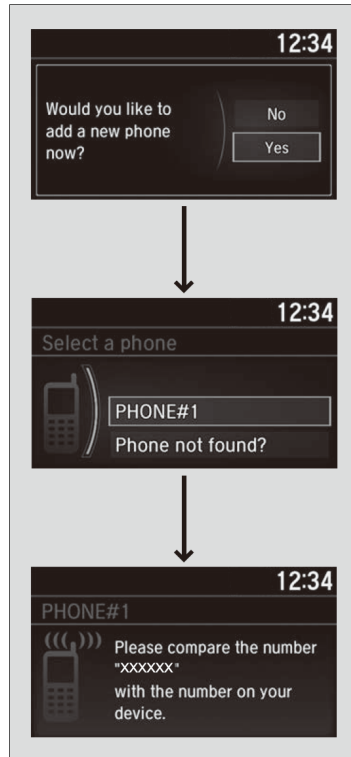 12:34
Would you like to
add a new phone
now?
No
Yes
12:34
Select a phone
PHONE#1
Phone not found?
12:34
PHONE#1
Please compare the number
"XXXXXX"
with the number on your
device.